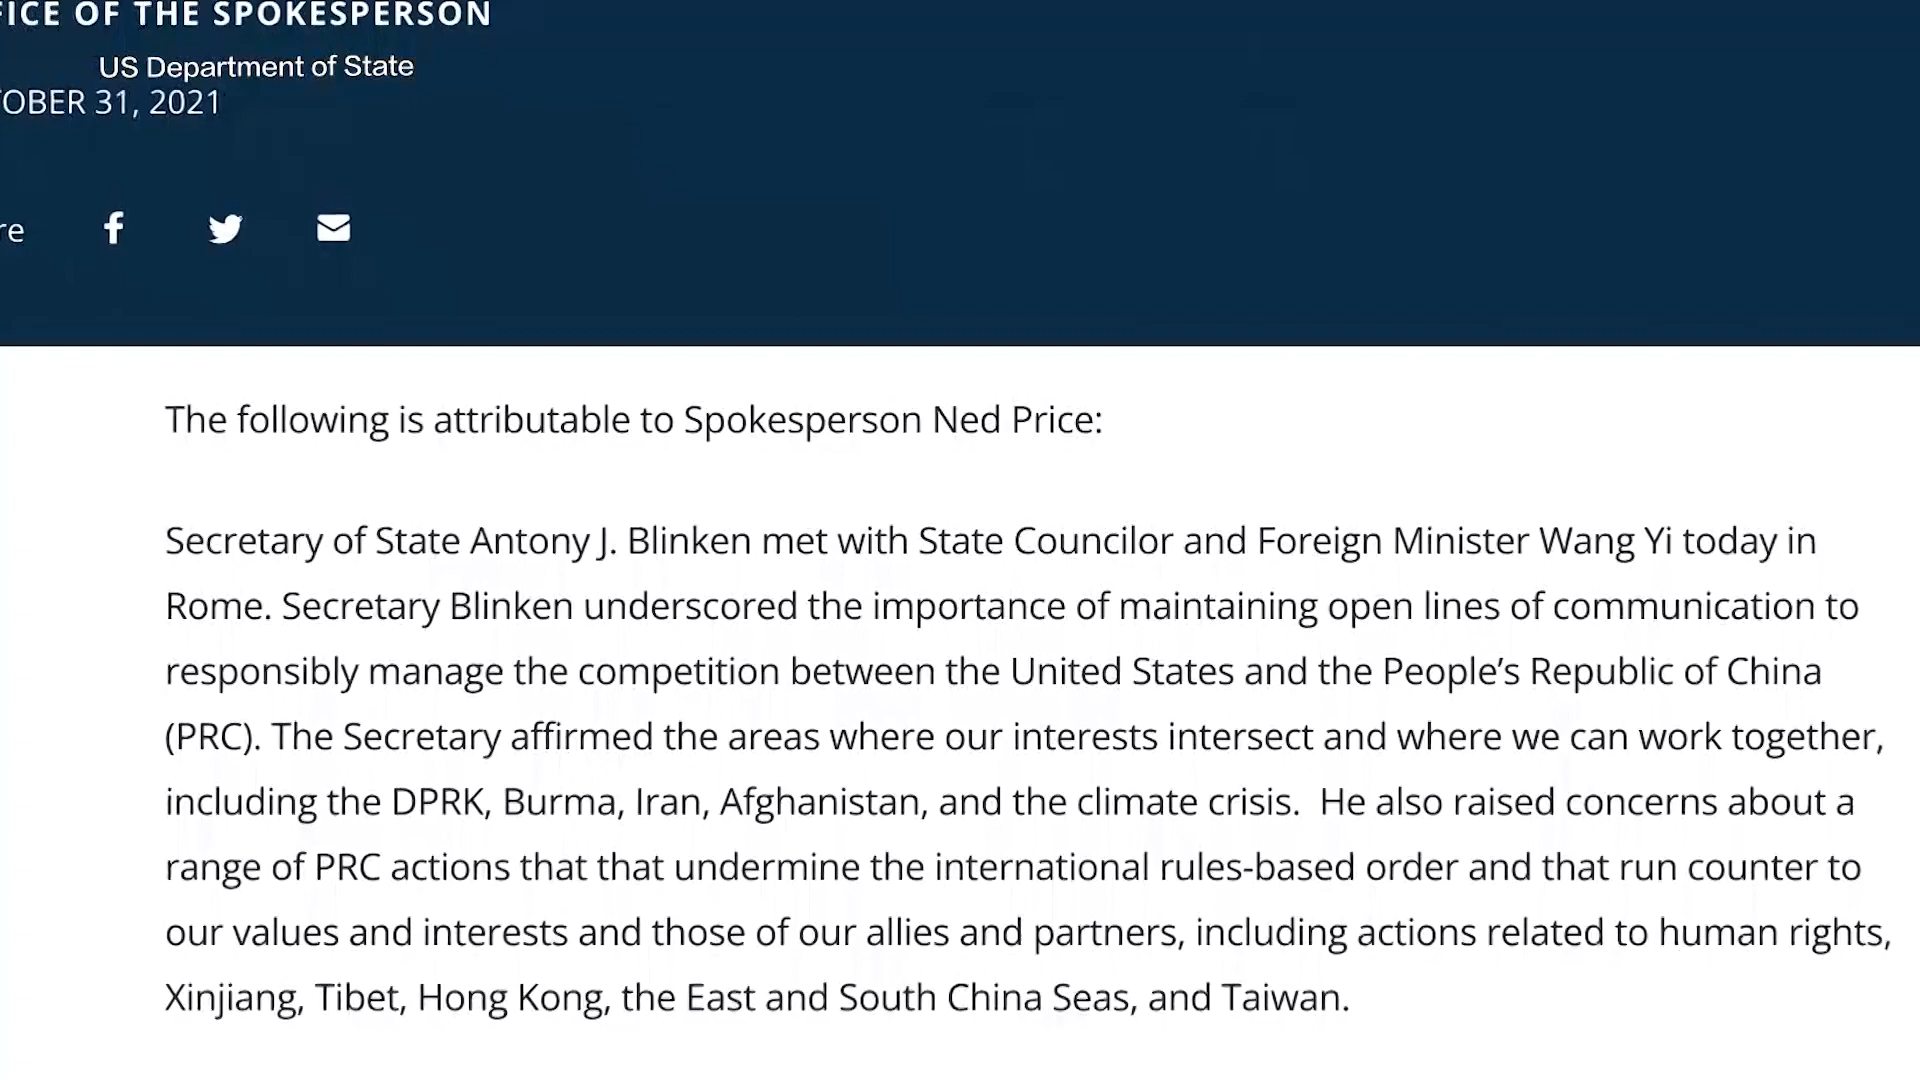 FICE OF THE SPOKESPERSON
US Department of State
TOBER 31, 2021
re
The following is attributable to Spokesperson Ned Price:
Secretary of State Antony J. Blinken met with State Councilor and Foreign Minister Wang Yi today in
Rome. Secretary Blinken underscored the importance of maintaining open lines of communication to
responsibly manage the competition between the United States and the People’s Republic of China
(PRC). The Secretary affirmed the areas where our interests intersect and where we can work together,
including the DPRK, Burma, Iran, Afghanistan, and the climate crisis.  He also raised concerns about a
range of PRC actions that that undermine the international rules-based order and that run counter to
our values and interests and those of our allies and partners, including actions related to human rights,
Xinjiang, Tibet, Hong Kong, the East and South China Seas, and Taiwan.